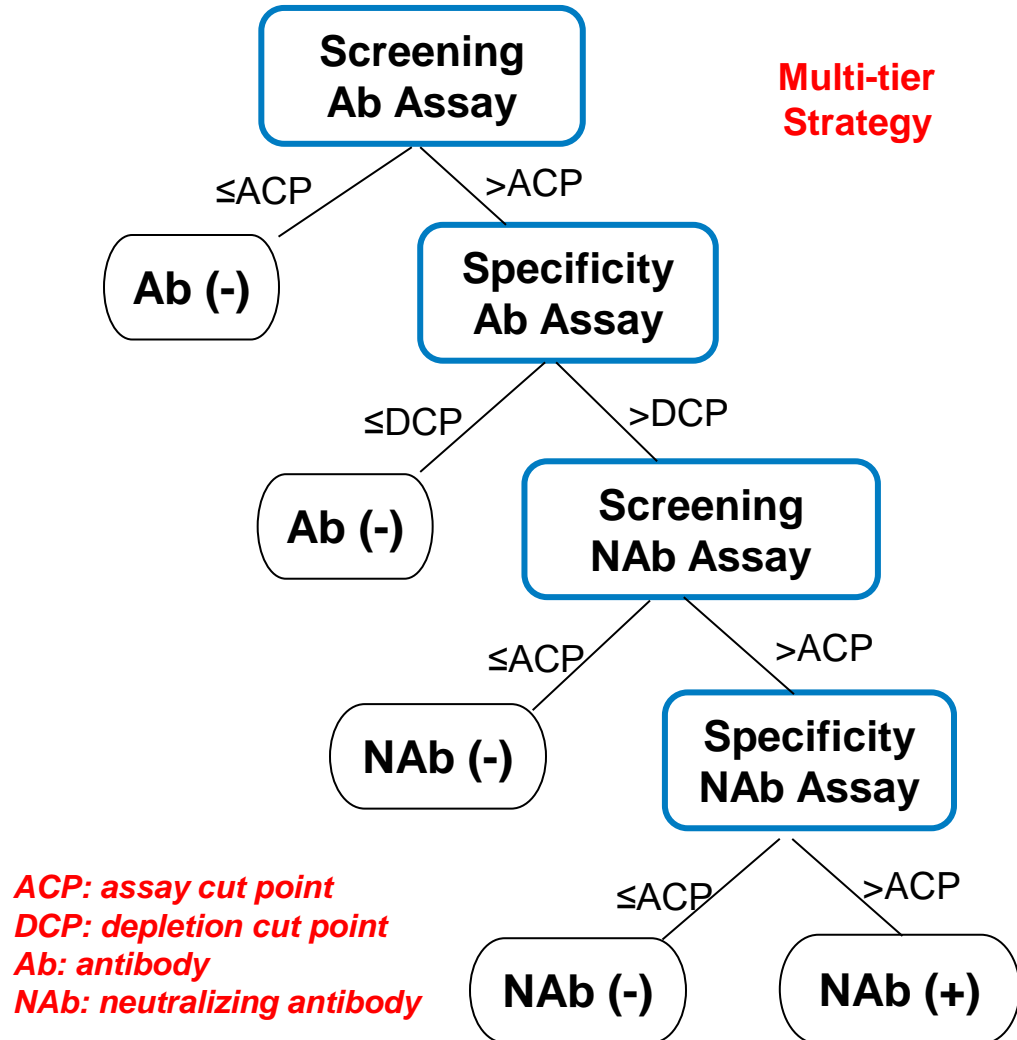 Screening
Ab Assay
Multi-tier
Strategy
≤ACP
>ACP
Ab (-)
Specificity
Ab Assay
≤DCP
>DCP
Ab (-)
Screening
NAb Assay
≤ACP
>ACP
NAb (-)
Specificity
NAb Assay
≤ACP
>ACP
NAb (-)
NAb (+)
ACP: assay cut point
DCP: depletion cut point
Ab: antibody
NAb: neutralizing antibody